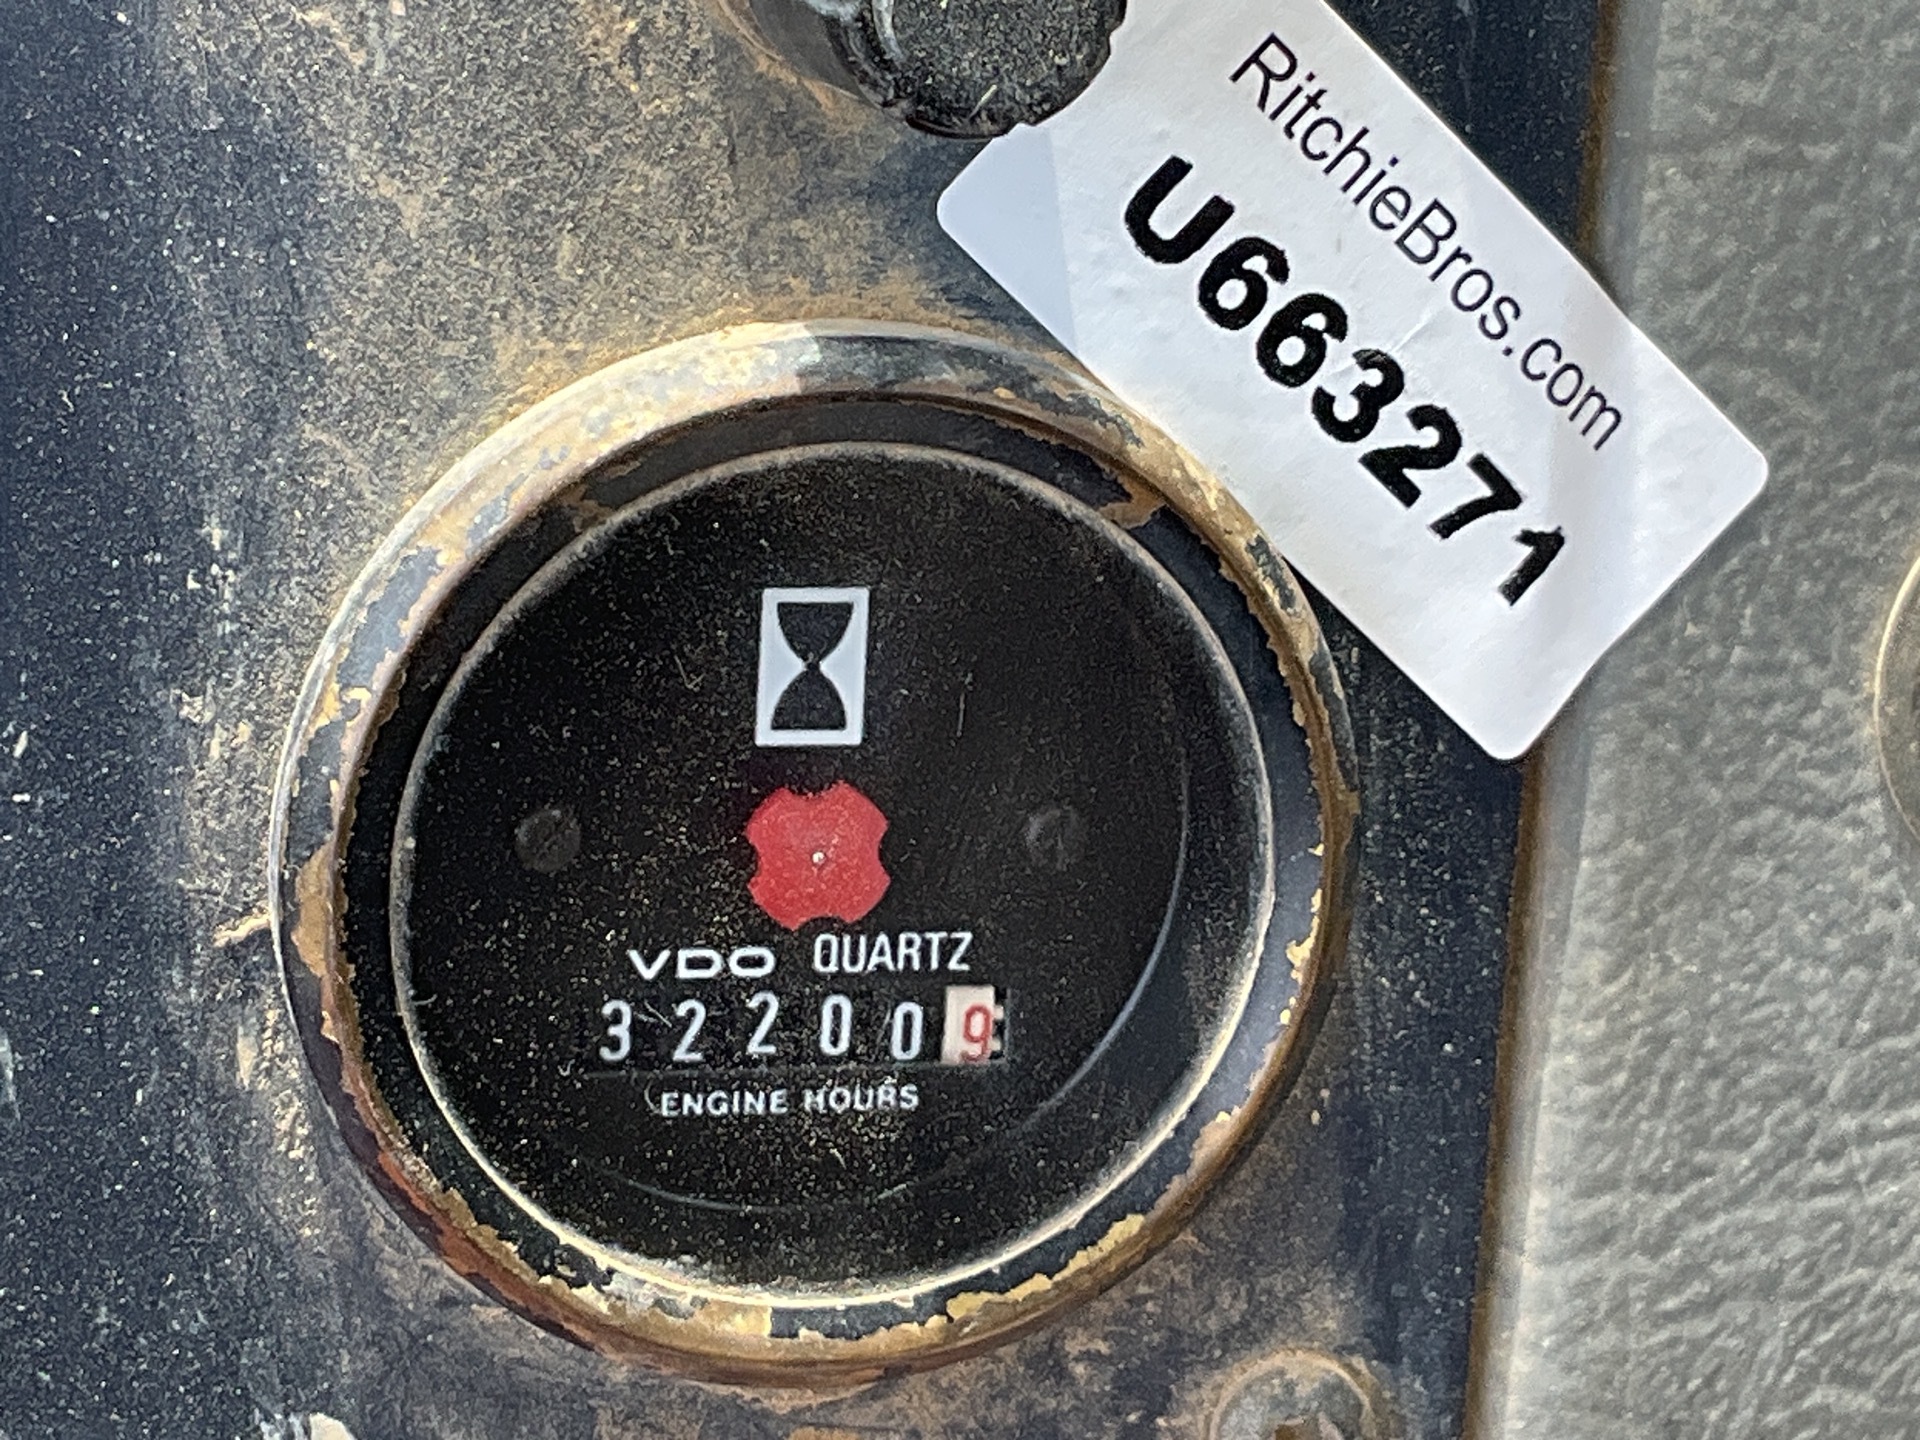 RitchieBros.com
U663271
VDO QUARTZ
322009
ENGINE HOURS